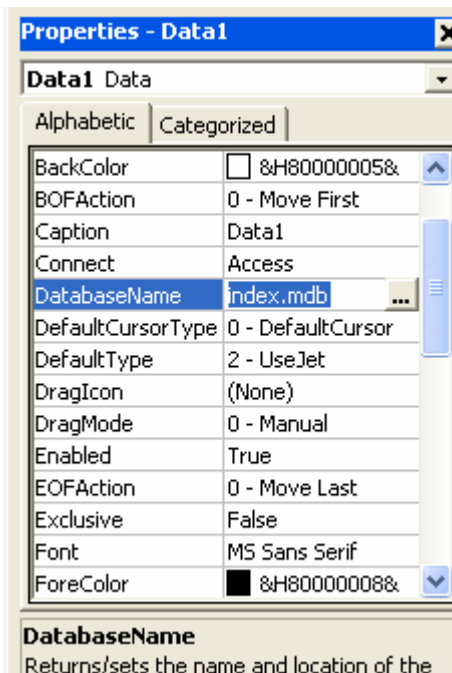 Properties - Data1
Data1 Data
Alphabetic Categorized
BackColor &H80000005&
BOFAction 0 - Move First
Caption Data1
Connect Access
DatabaseName index.mdb ...
DefaultCursorType 0 - DefaultCursor
DefaultType 2 - UseJet
DragIcon (None)
DragMode 0 - Manual
Enabled True
EOFAction 0 - Move Last
Exclusive False
Font MS Sans Serif
ForeColor &H80000008&
DatabaseName
Returns/sets the name and location of the